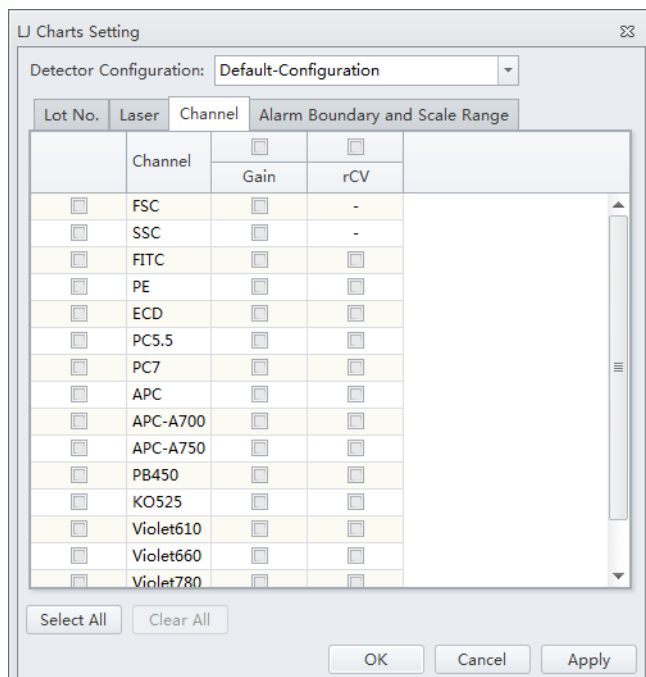 LJ Charts Setting
Detector Configuration: Default-Configuration
Lot No. Laser Channel Alarm Boundary and Scale Range
Channel
Gain rCV
FSC -
SSC -
FITC
PE
ECD
PC5.5
PC7
APC
APC-A700
APC-A750
PB450
KO525
Violet610
Violet660
Violet780
Select All Clear All
OK Cancel Apply